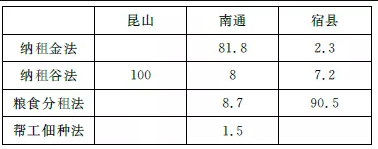 昆山 南通 宿县
纳租金法 81.8 2.3
纳租谷法 100 8 7.2
粮食分租法 8.7 90.5
帮工佃种法 1.5